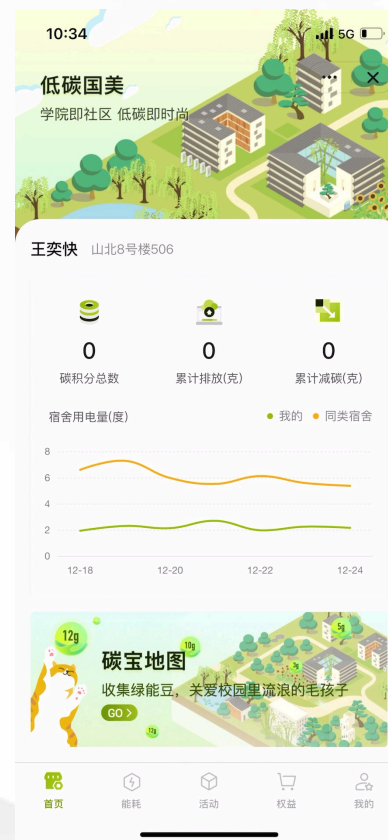 10:34
5G
低碳国美
学院即社区 低碳即时尚
王奕快 山北8号楼506
0 0 0
碳积分总数 累计排放(克) 累计减碳(克)
宿舍用电量(度) 我的 同类宿舍
8
6
4
2
0
12-18 12-20 12-22 12-24
12g
10g
5g
碳宝地图
收集绿能豆，关爱校园里流浪的毛孩子
GO >
首页 能耗 活动 权益 我的